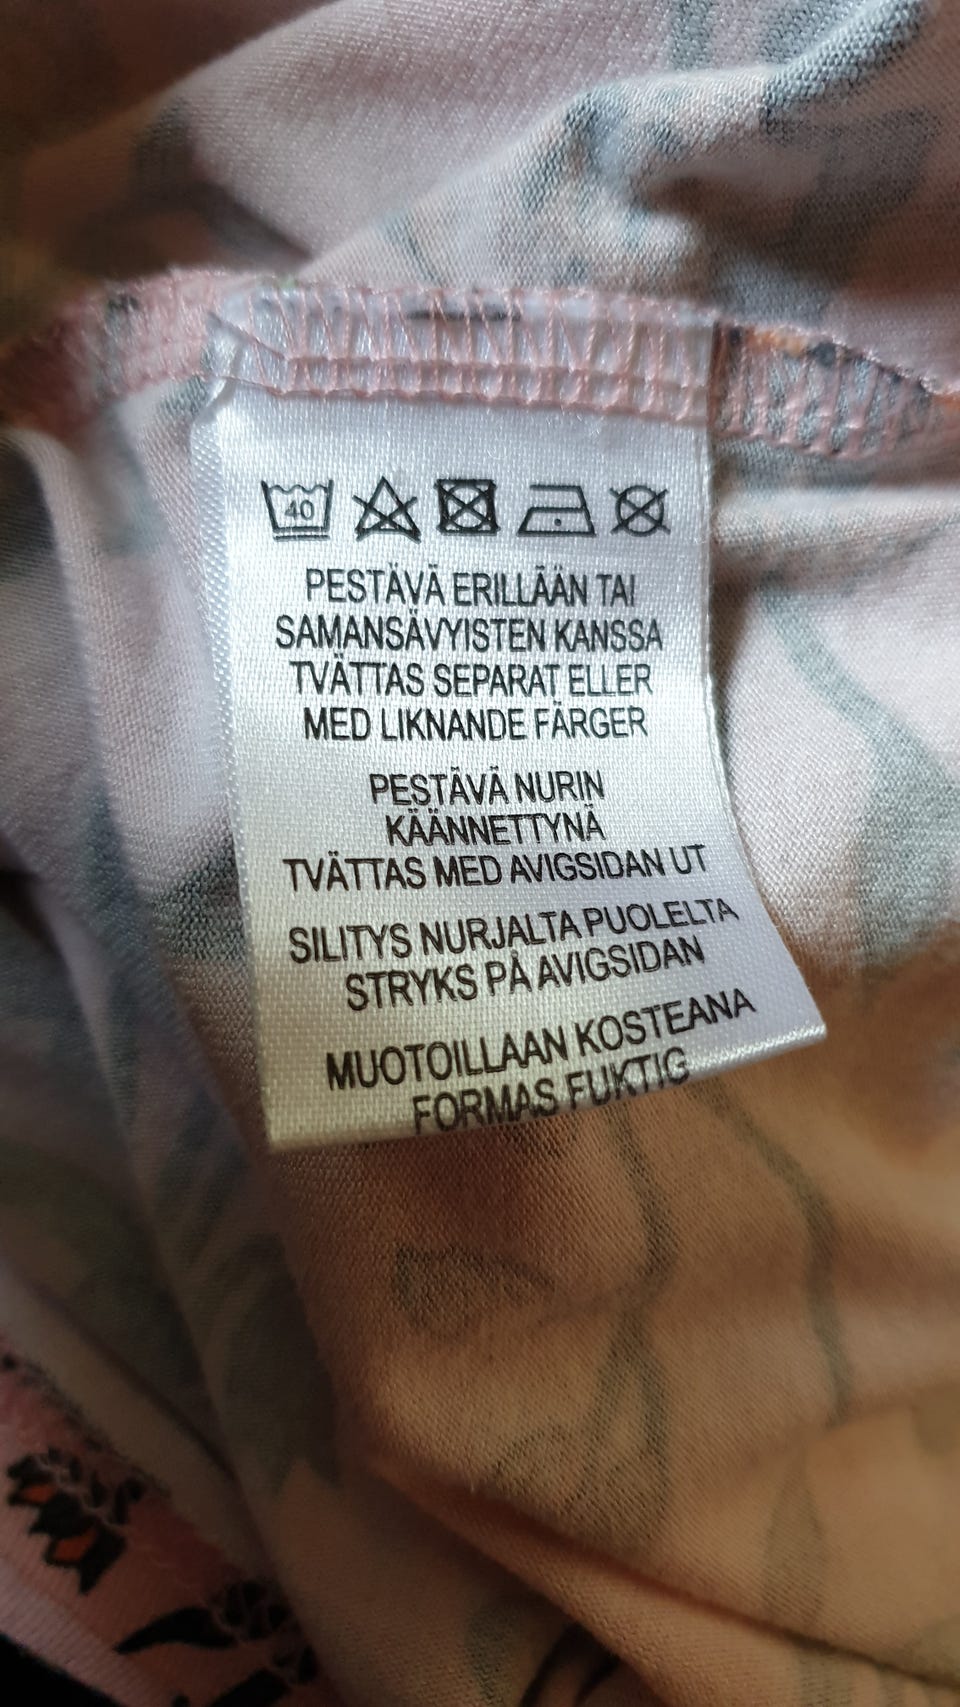 40
PESTÄVÄ ERILLÄÄN TAI
SAMANSÄVYISTEN KANSSA
TVÄTTAS SEPARAT ELLER
MED LIKNANDE FÄRGER
PESTÄVÄ NURIN
KÄÄNNETTYNÄ
TVÄTTAS MED AVIGSIDAN UT
SILITYS NURJALTA PUOLELTA
STRYKS PÅ AVIGSIDAN
MUOTOILLAAN KOSTEANA
FORMAS FUKTIG